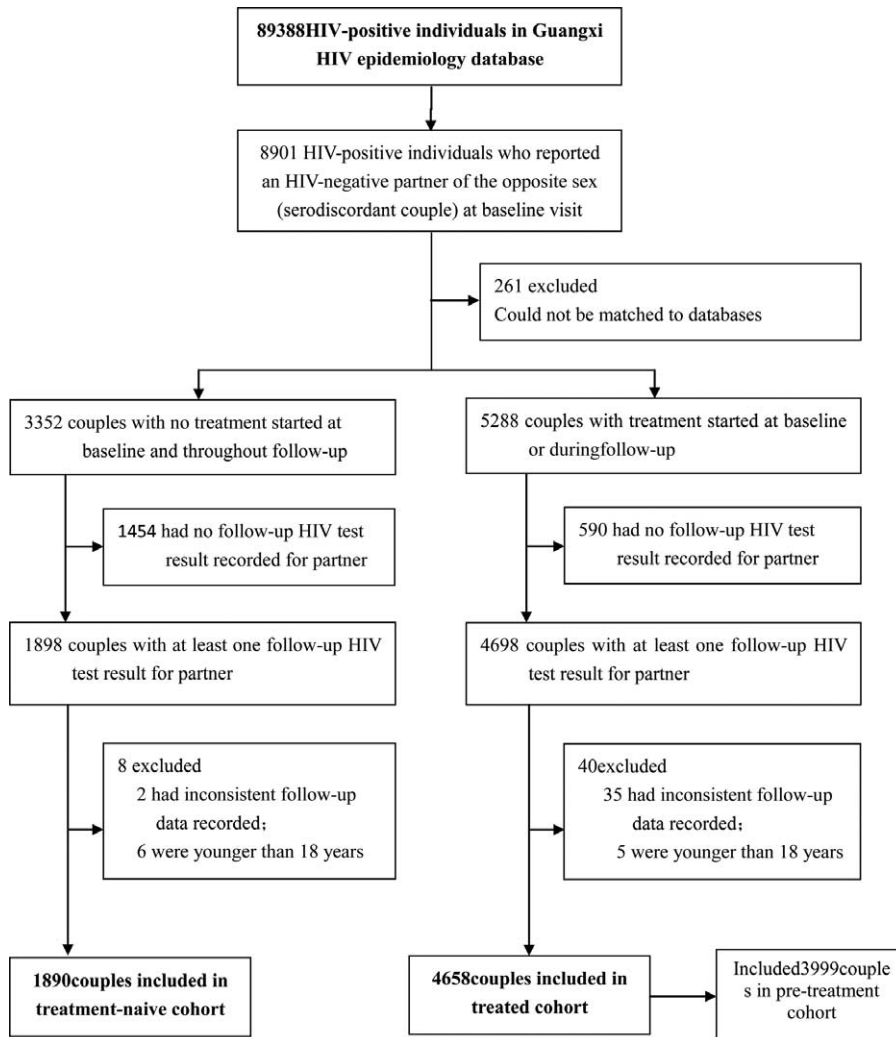 89388HIV-positive individuals in Guangxi
HIV epidemiology database
8901 HIV-positive individuals who reported
an HIV-negative partner of the opposite sex
(serodiscordant couple) at baseline visit
261 excluded
Could not be matched to databases
3352 couples with no treatment started at
baseline and throughout follow-up
5288 couples with treatment started at baseline
or duringfollow-up
1454 had no follow-up HIV test
result recorded for partner
590 had no follow-up HIV test
result recorded for partner
1898 couples with at least one follow-up HIV
test result for partner
4698 couples with at least one follow-up HIV
test result for partner
8 excluded
2 had inconsistent follow-up
data recorded；
6 were younger than 18 years
40excluded
35 had inconsistent follow-up
data recorded；
5 were younger than 18 years
1890couples included in
treatment-naive cohort
4658couples included in
treated cohort
Included3999couple
s in pre-treatment
cohort